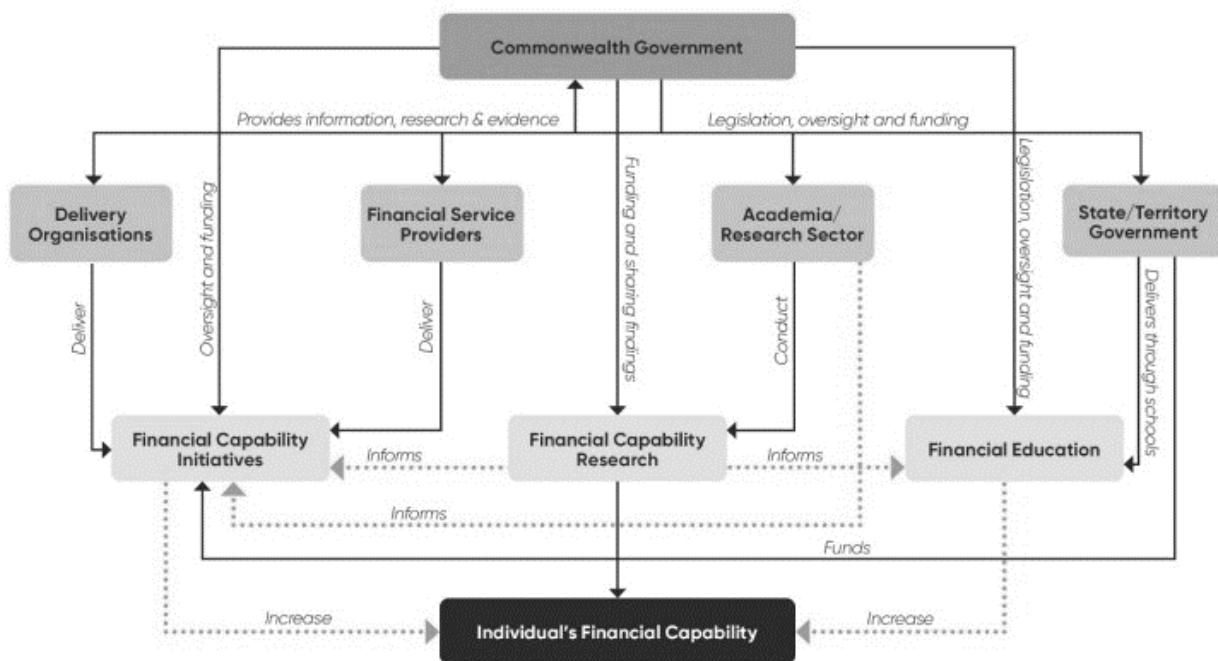 Commonwealth Government
Provides information, research & evidence
Legislation, oversight and funding
Delivery
Organisations
Financial Service
Providers
Academia/
Research Sector
State/Territory
Government
Deliver
Oversight and funding
Deliver
Funding and sharing findings
Conduct
Legislation, oversight and funding
Delivers through schools
Financial Capability
Initiatives
Informs
Financial Capability
Research
Informs
Financial Education
Informs
Funds
Increase
Individual's Financial Capability
Increase